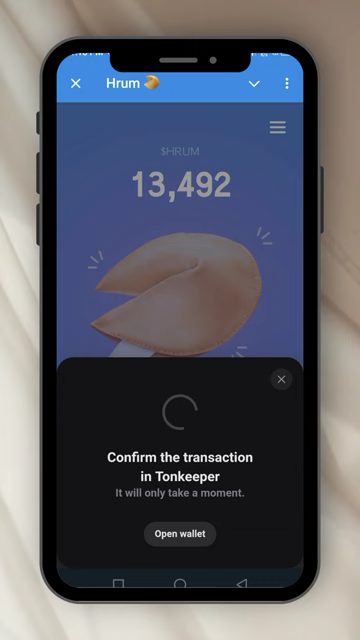 Hrum 🥠
$HRUM
13,492
Confirm the transaction
in Tonkeeper
It will only take a moment.
Open wallet